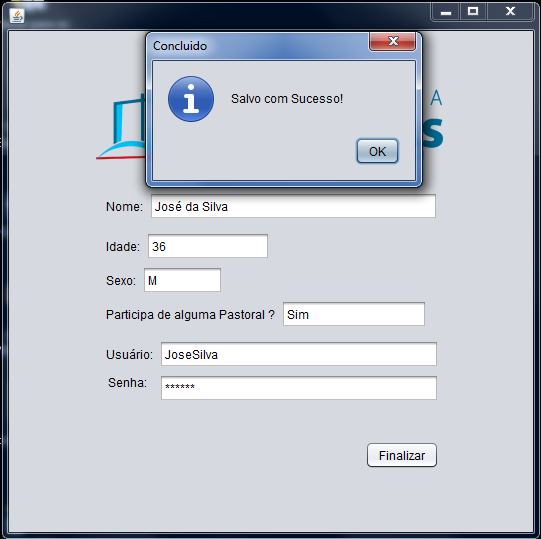 Concluido
Salvo com Sucesso!
OK
A
s
Nome: José da Silva
Idade: 36
Sexo: M
Participa de alguma Pastoral ? Sim
Usuário: JoseSilva
Senha: ******
Finalizar